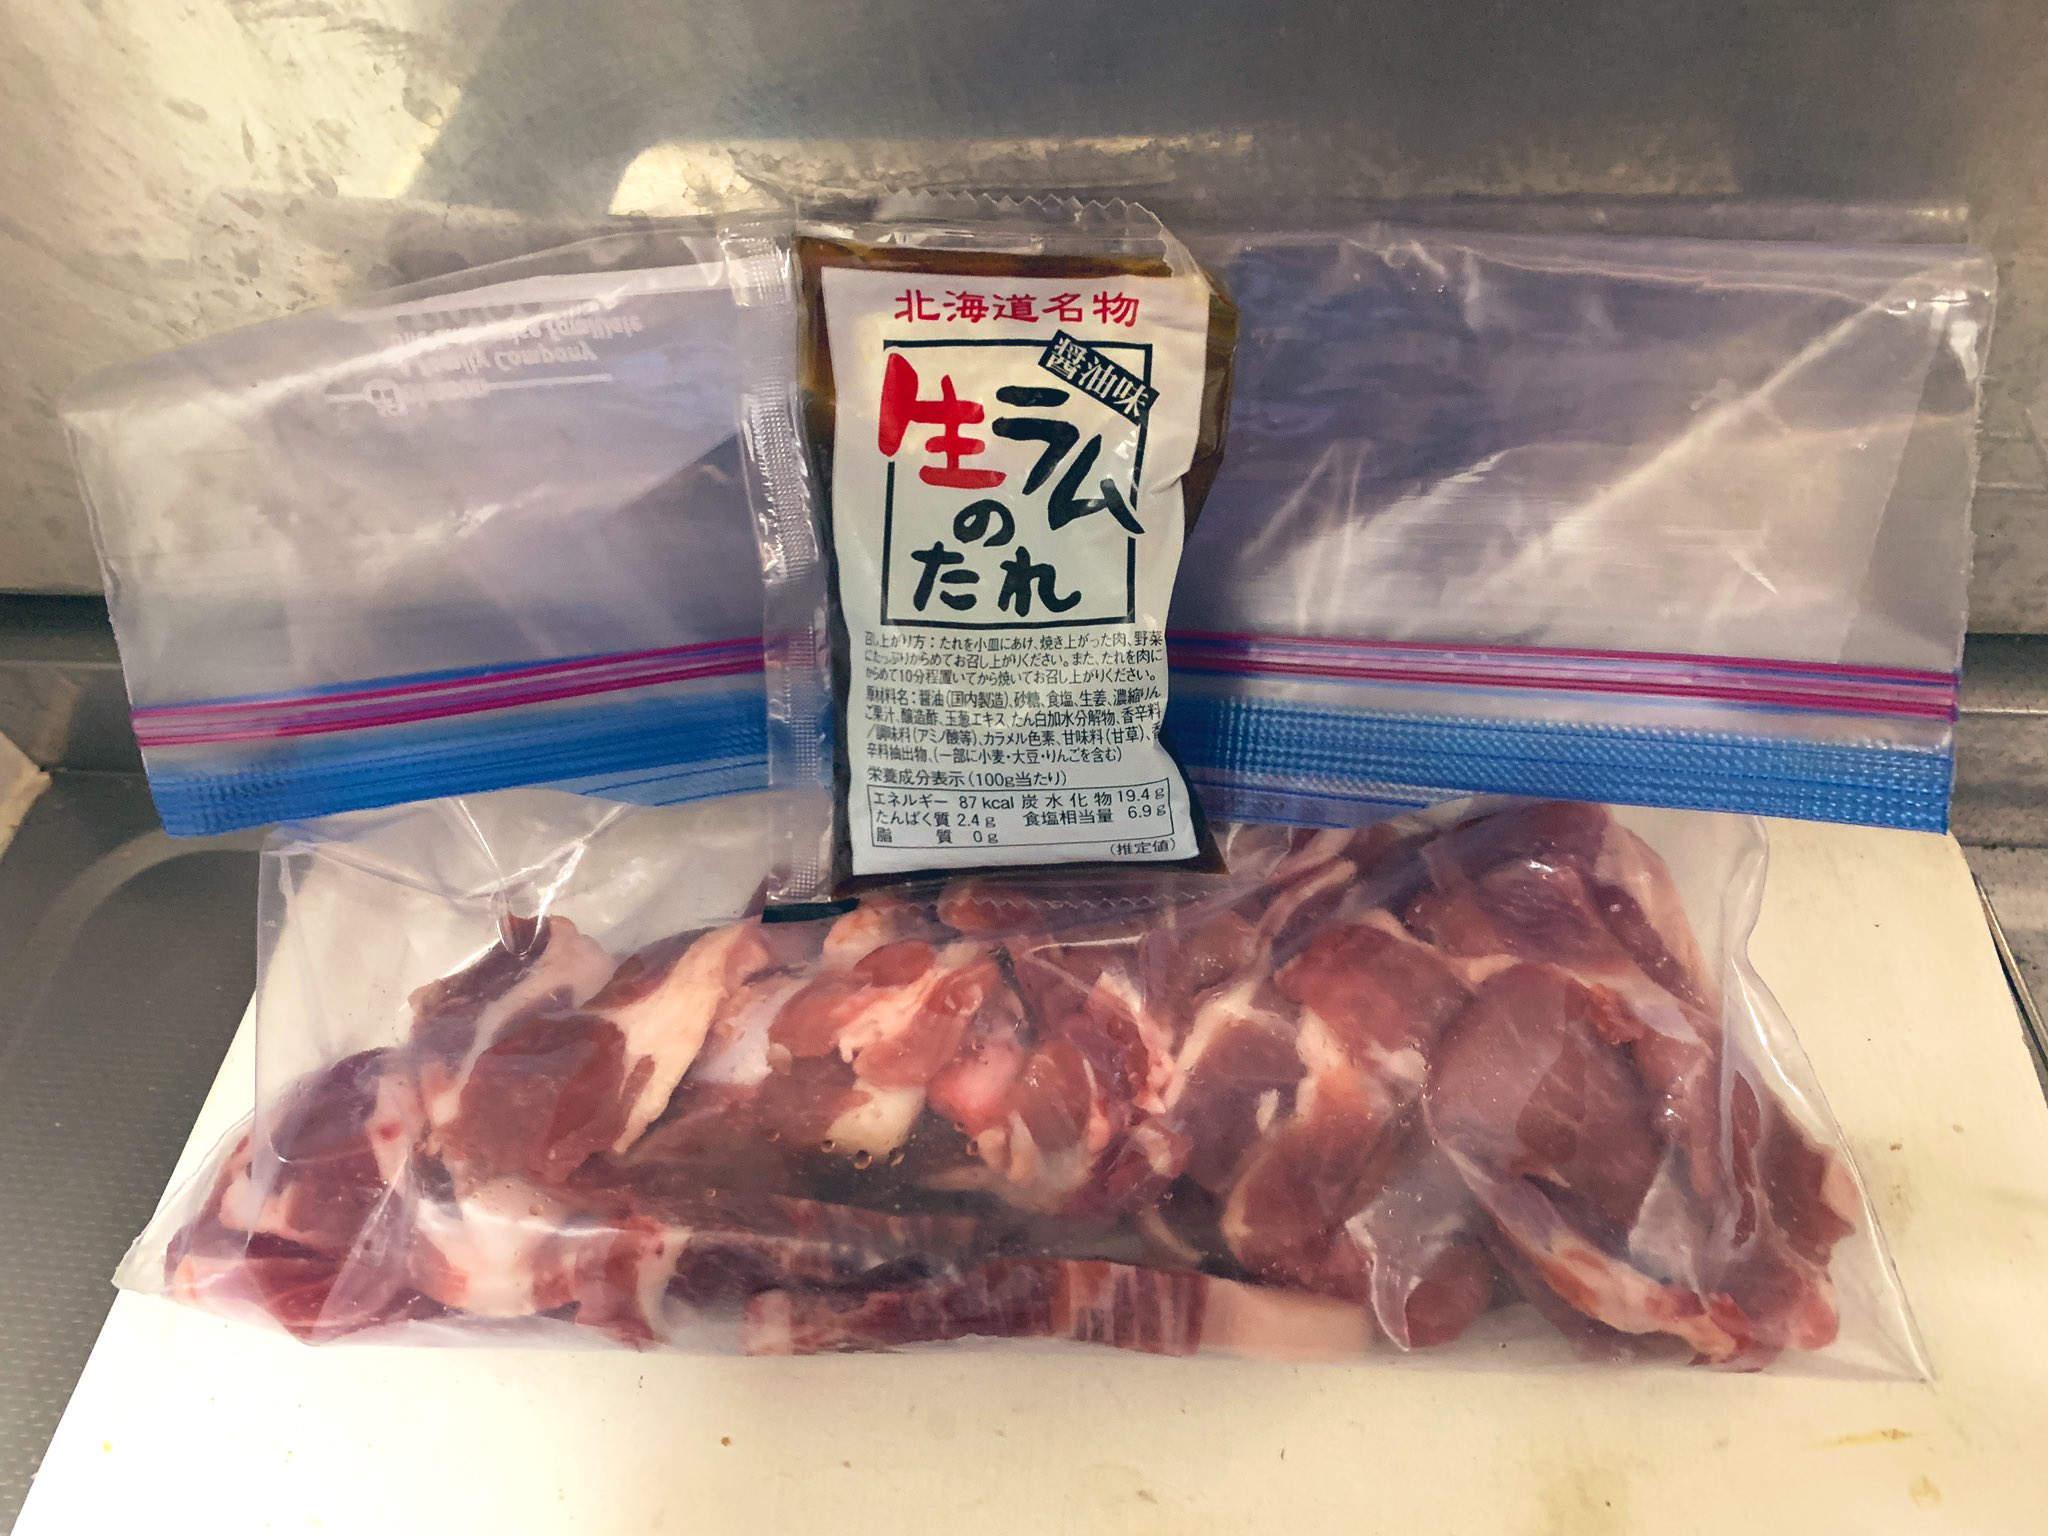 北海道名物
醤油味
生ラム
の
たれ
召し上がり方：たれを小皿にあけ、焼き上がった肉、野菜
にたっぷりからめてお召し上がりください。また、たれを肉に
からめて10分程置いてから焼いてお召し上がりください。
原材料名：醤油（国内製造）、砂糖、食塩、生姜、濃縮りん
ご果汁、醸造酢、玉葱エキス、たん白加水分解物、香辛料
／調味料（アミノ酸等）、カラメル色素、甘味料（甘草）、香
辛料抽出物、（一部に小麦・大豆・りんごを含む）
栄養成分表示（100g当たり）
エネルギー 87kcal 炭水化物 19.4g
たんぱく質 2.4g 食塩相当量 6.9g
脂質 0g
（推定値）
A Family Company